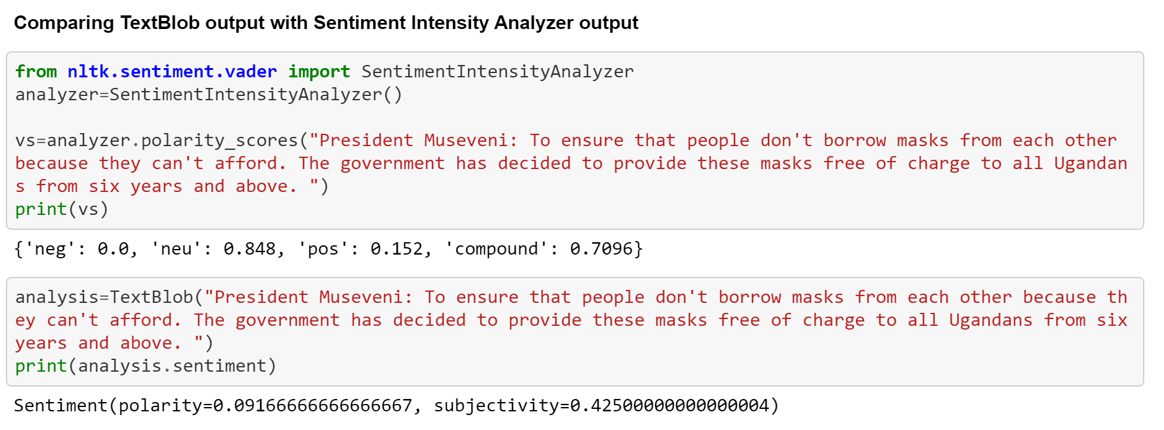 Comparing TextBlob output with Sentiment Intensity Analyzer output
from nltk.sentiment.vader import SentimentIntensityAnalyzer
analyzer=SentimentIntensityAnalyzer()
vs=analyzer.polarity_scores("President Museveni: To ensure that people don't borrow masks from each other
because they can't afford. The government has decided to provide these masks free of charge to all Ugandan
s from six years and above. ")
print(vs)
{'neg': 0.0, 'neu': 0.848, 'pos': 0.152, 'compound': 0.7096}
analysis=TextBlob("President Museveni: To ensure that people don't borrow masks from each other because th
ey can't afford. The government has decided to provide these masks free of charge to all Ugandans from six
years and above. ")
print(analysis.sentiment)
Sentiment(polarity=0.09166666666666667, subjectivity=0.42500000000000004)